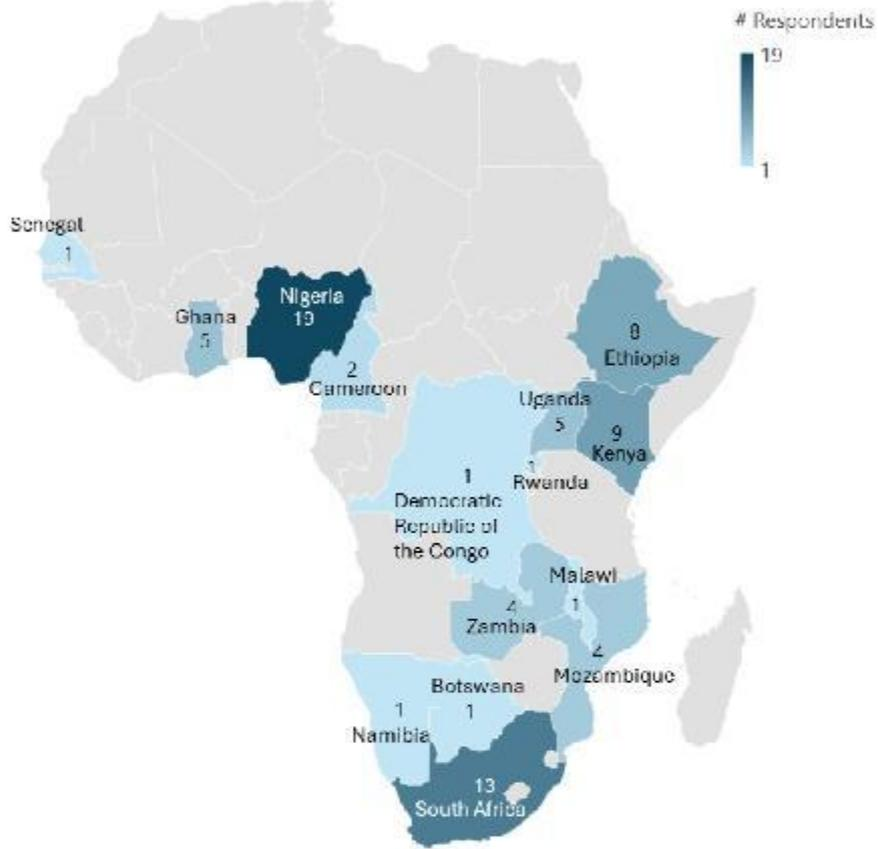 # Respondents
19
1
Senegal
1
Ghana
5
Nigeria
19
2
Cameroon
8
Ethiopia
Uganda
5
9
Kenya
1
Rwanda
1
Democratic
Republic of
the Congo
Malawi
1
4
Zambia
4
Mozambique
Botswana
1
1
Namibia
13
South Africa